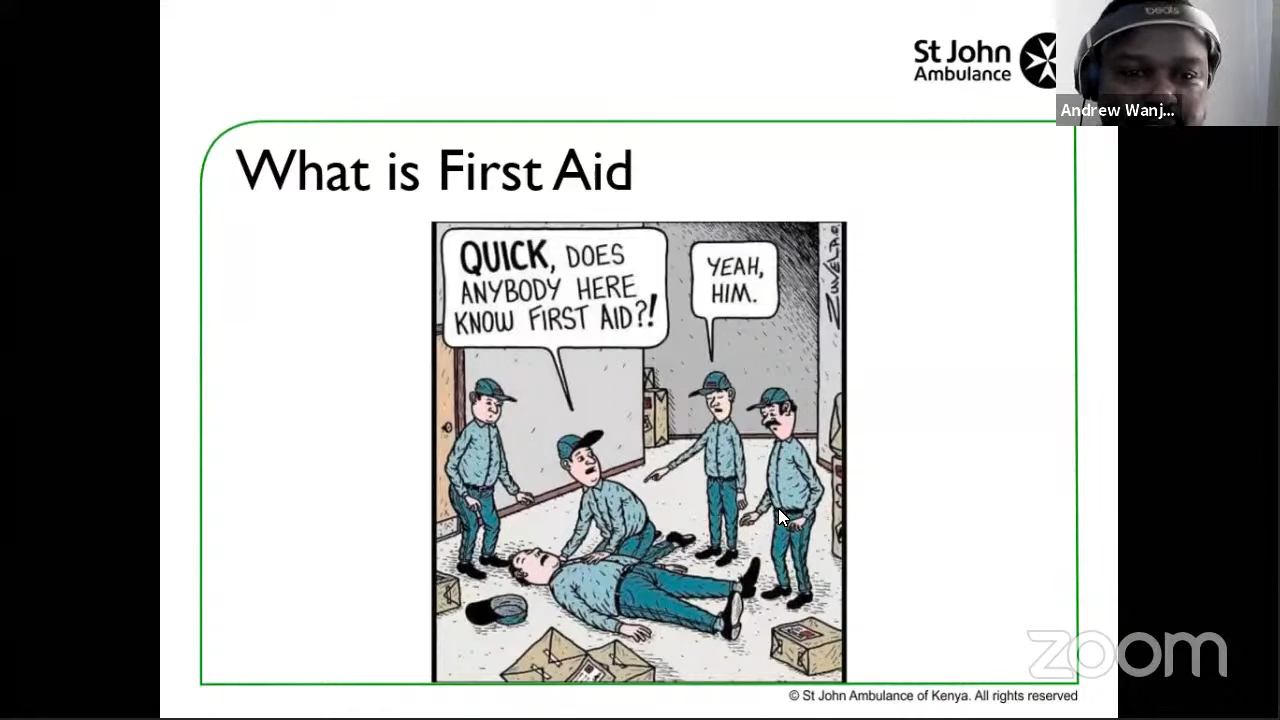 beats
St John
Ambulance
Andrew Wanj...
What is First Aid
QUICK, DOES
ANYBODY HERE
KNOW FIRST AID?!
YEAH,
HIM.
zoom
© St John Ambulance of Kenya. All rights reserved